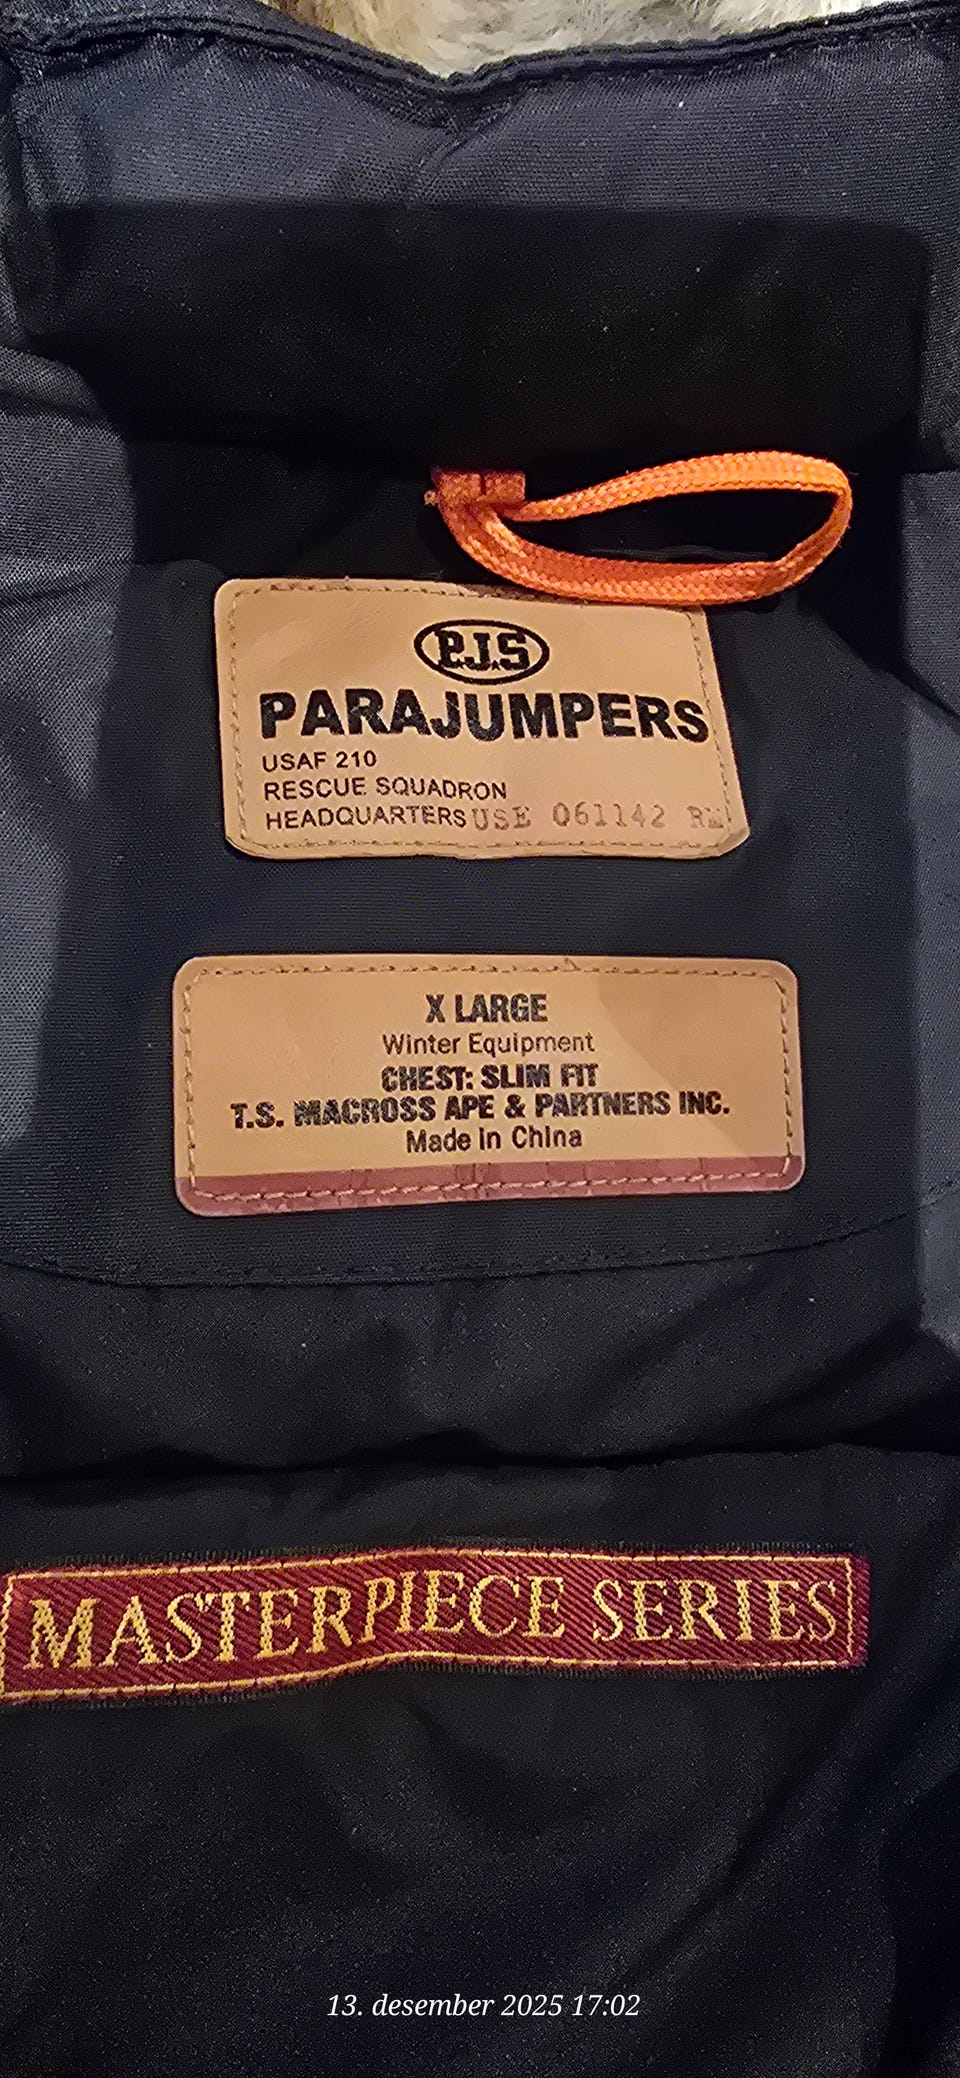 P.J.S
PARAJUMPERS
USAF 210
RESCUE SQUADRON
HEADQUARTERS USE 061142
X LARGE
Winter Equipment
CHEST: SLIM FIT
T.S. MACROSS APE & PARTNERS INC.
Made in China
MASTERPIECE SERIES
13. desember 2025 17:02